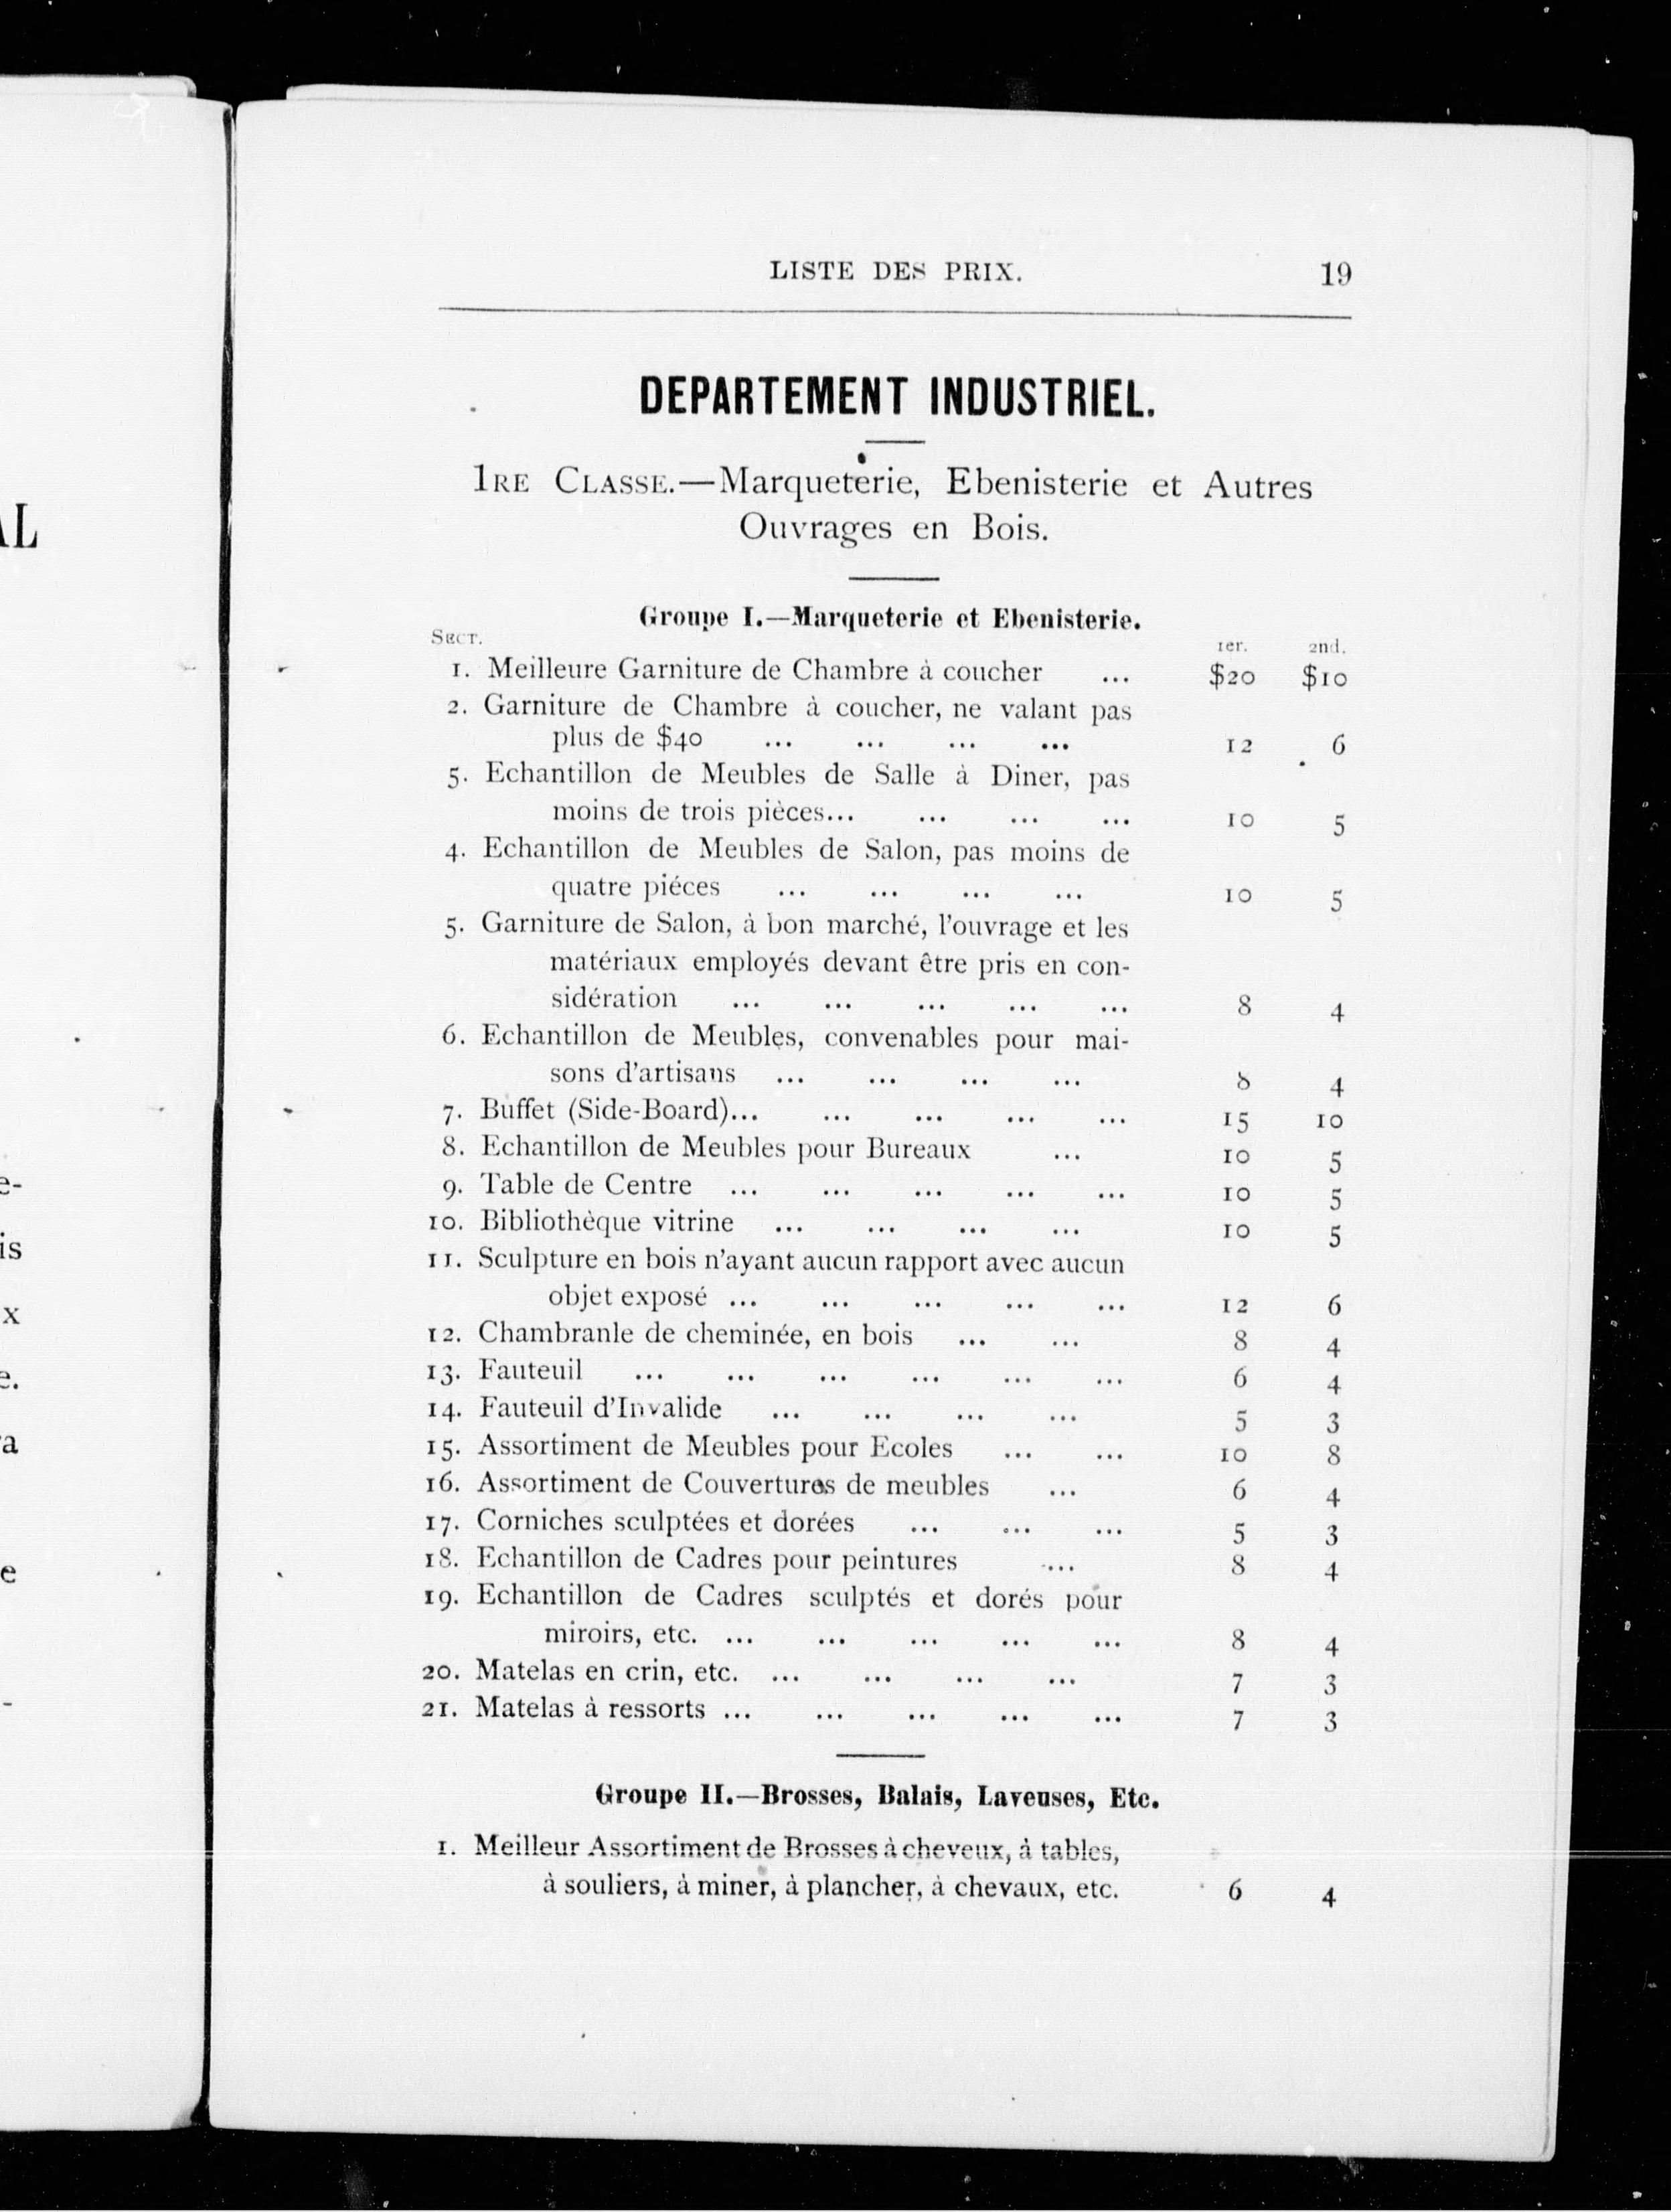 LISTE DES PRIX. 19
DEPARTEMENT INDUSTRIEL.
1RE CLASSE.—Marqueterie, Ebenisterie et Autres
Ouvrages en Bois.
Groupe I.—Marqueterie et Ebenisterie.
SECT. 1er. 2nd.
1. Meilleure Garniture de Chambre à coucher ... $20 $10
2. Garniture de Chambre à coucher, ne valant pas
plus de $40 ... ... ... ... 12 6
5. Echantillon de Meubles de Salle à Diner, pas
moins de trois pièces... ... ... ... 10 5
4. Echantillon de Meubles de Salon, pas moins de
quatre piéces ... ... ... ... 10 5
5. Garniture de Salon, à bon marché, l'ouvrage et les
matériaux employés devant être pris en con-
sidération ... ... ... ... ... 8 4
6. Echantillon de Meubles, convenables pour mai-
sons d'artisans ... ... ... ... 8 4
7. Buffet (Side-Board)... ... ... ... ... 15 10
8. Echantillon de Meubles pour Bureaux ... 10 5
9. Table de Centre ... ... ... ... ... 10 5
10. Bibliothèque vitrine ... ... ... ... 10 5
11. Sculpture en bois n'ayant aucun rapport avec aucun
objet exposé ... ... ... ... ... 12 6
12. Chambranle de cheminée, en bois ... ... 8 4
13. Fauteuil ... ... ... ... ... ... 6 4
14. Fauteuil d'Invalide ... ... ... ... 5 3
15. Assortiment de Meubles pour Ecoles ... ... 10 8
16. Assortiment de Couvertures de meubles ... 6 4
17. Corniches sculptées et dorées ... ... ... 5 3
18. Echantillon de Cadres pour peintures ... 8 4
19. Echantillon de Cadres sculptés et dorés pour
miroirs, etc. ... ... ... ... ... 8 4
20. Matelas en crin, etc. ... ... ... ... 7 3
21. Matelas à ressorts ... ... ... ... ... 7 3
Groupe II.—Brosses, Balais, Laveuses, Etc.
1. Meilleur Assortiment de Brosses à cheveux, à tables,
à souliers, à miner, à plancher, à chevaux, etc. 6 4